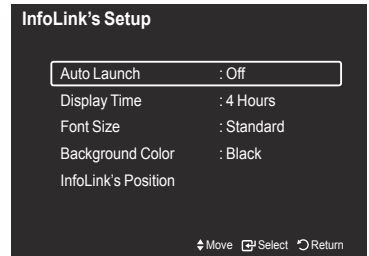 InfoLink's Setup
Auto Launch : Off
Display Time : 4 Hours
Font Size : Standard
Background Color : Black
InfoLink's Position
Move Select Return